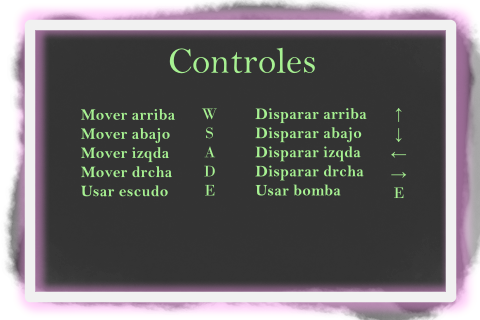 Controles
Mover arriba W Disparar arriba ↑
Mover abajo S Disparar abajo ↓
Mover izqda A Disparar izqda ←
Mover drcha D Disparar drcha →
Usar escudo E Usar bomba E